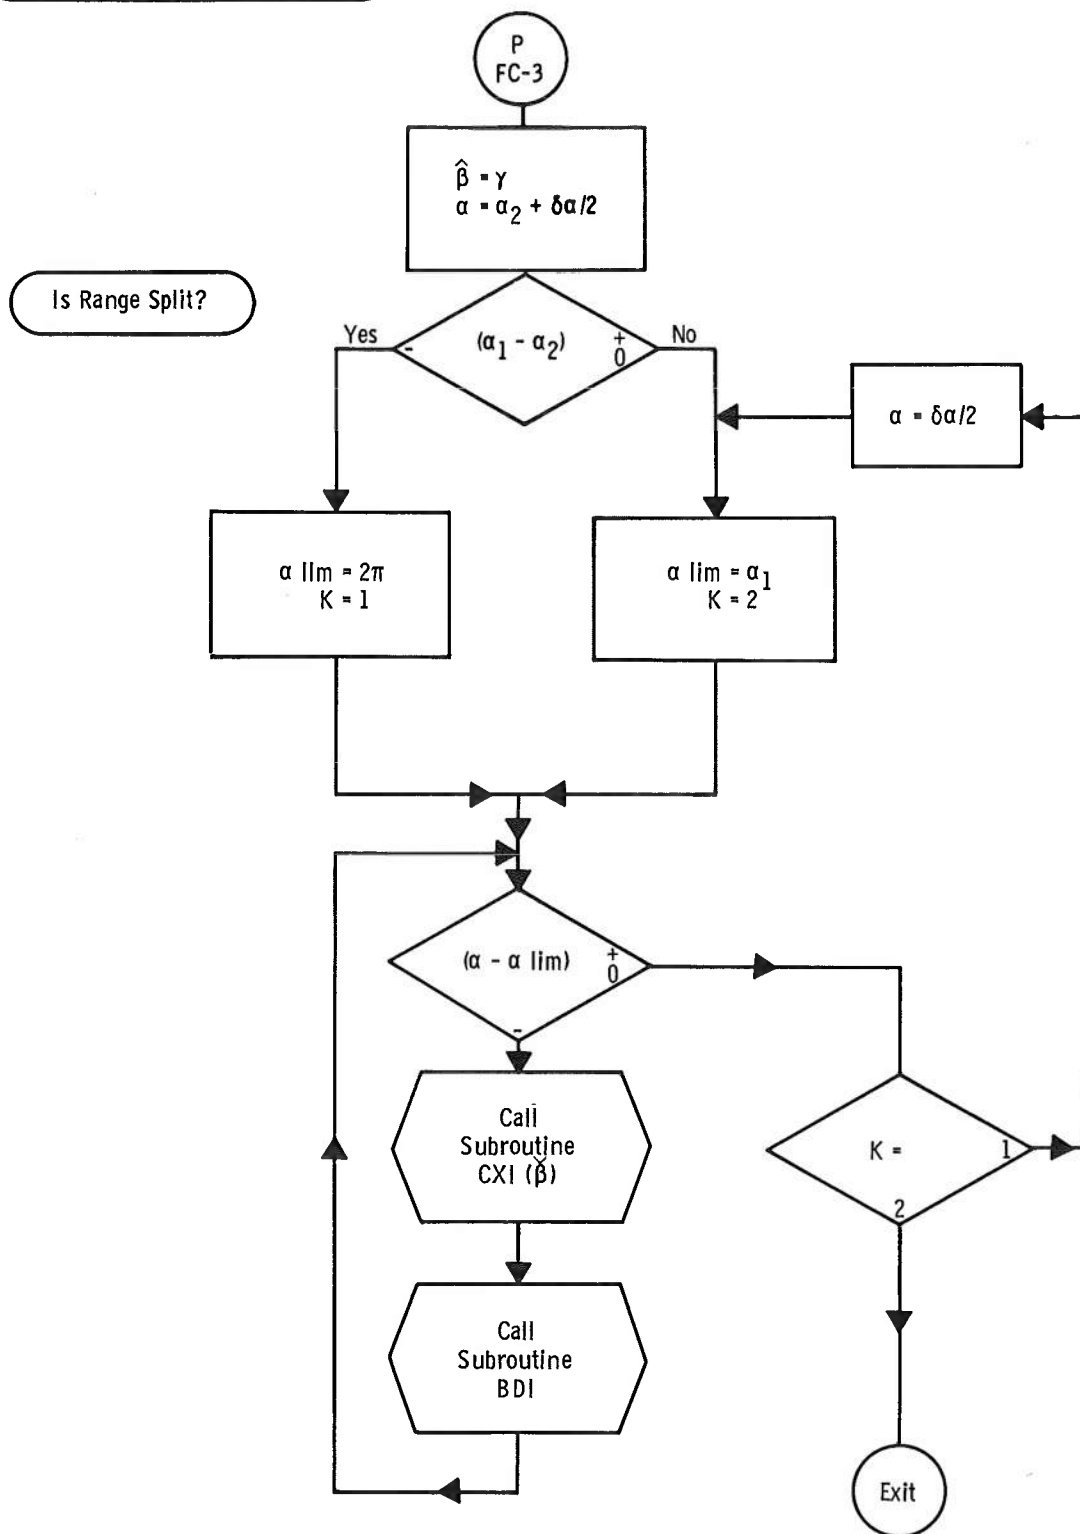 P
FC-3
β̂ = γ
α = α₂ + δα/2
Is Range Split?
Yes
-
(α₁ - α₂)
+
0
No
α = δα/2
α lim = 2π
K = 1
α lim = α₁
K = 2
(α - α lim)
+
0
-
Call
Subroutine
CXI (β̌)
K =
1
2
Call
Subroutine
BDI
Exit